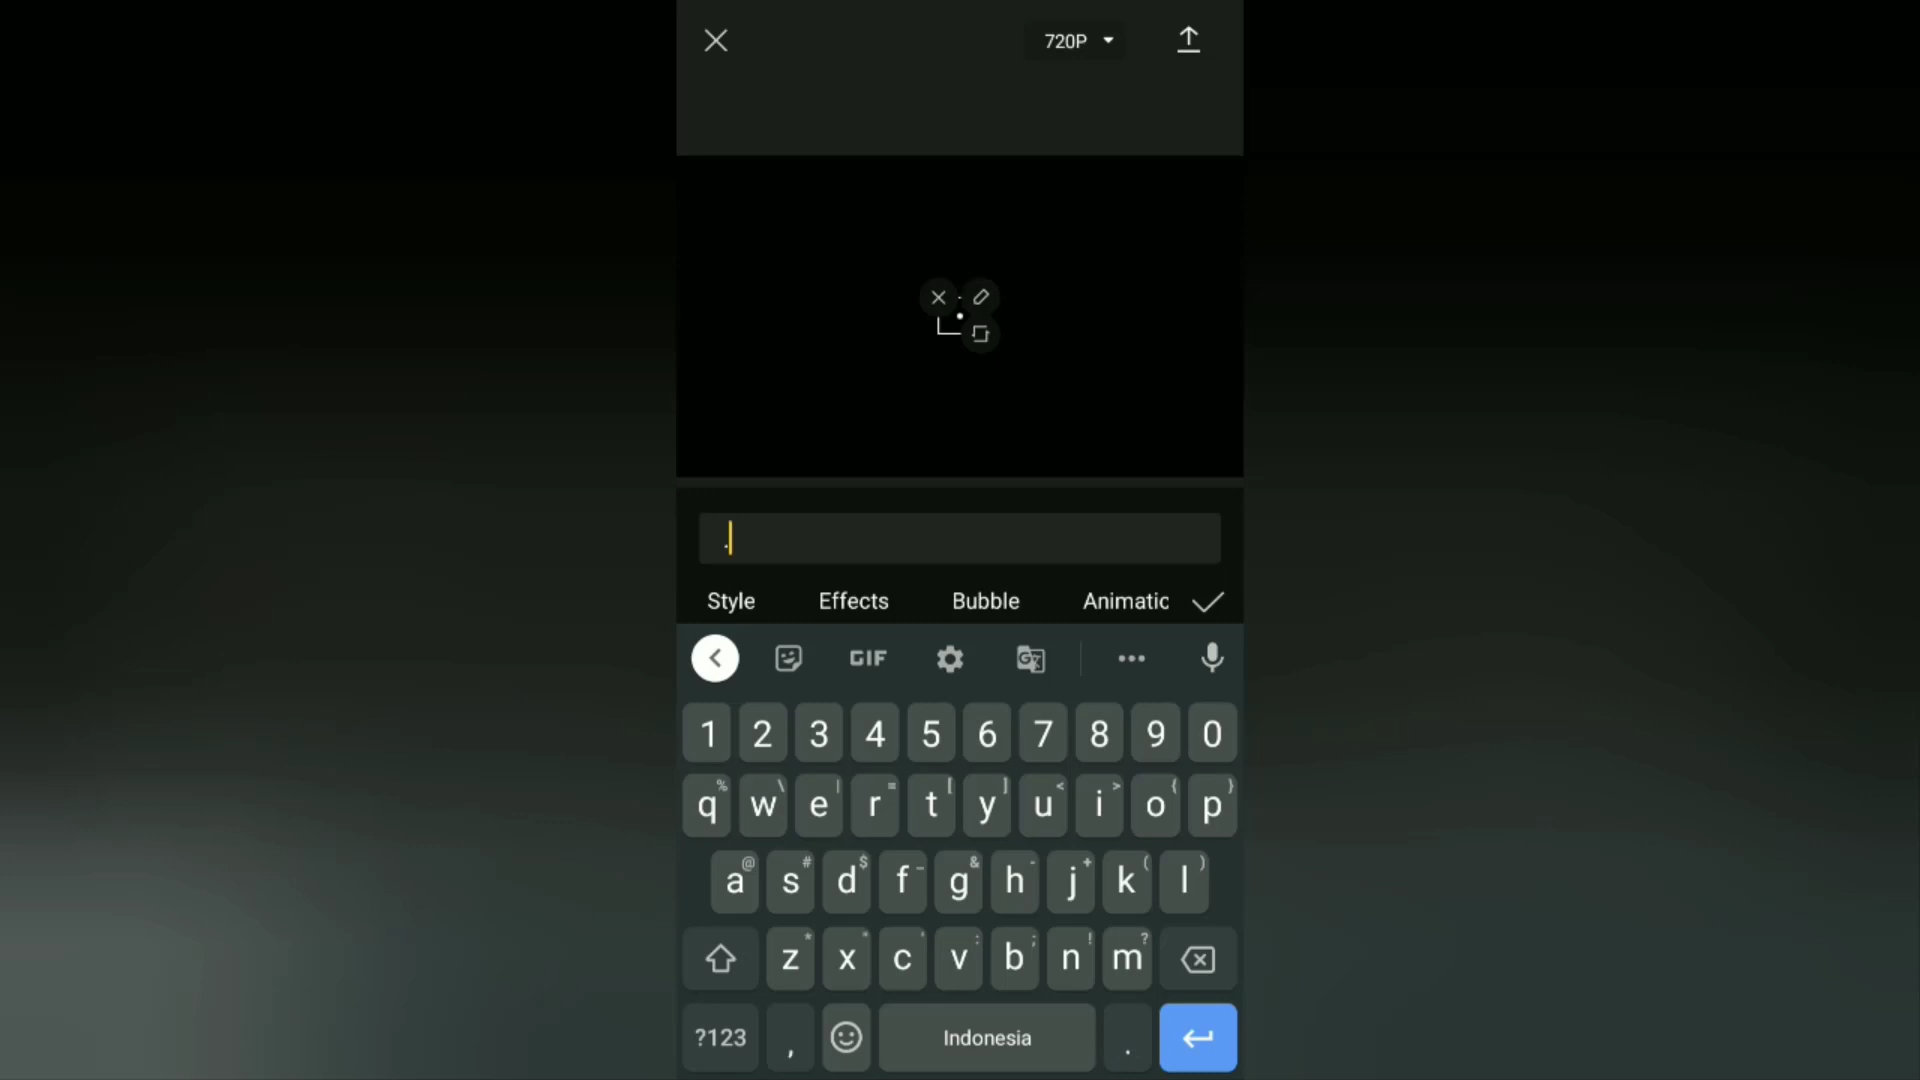 720P
.
Style Effects Bubble Animatic
GIF
1 2 3 4 5 6 7 8 9 0
% \ | = [ ] < > { }
q w e r t y u i o p
@ # $ _ & - + ( )
a s d f g h j k l
* " ' : ; ! ?
z x c v b n m
?123 , Indonesia .